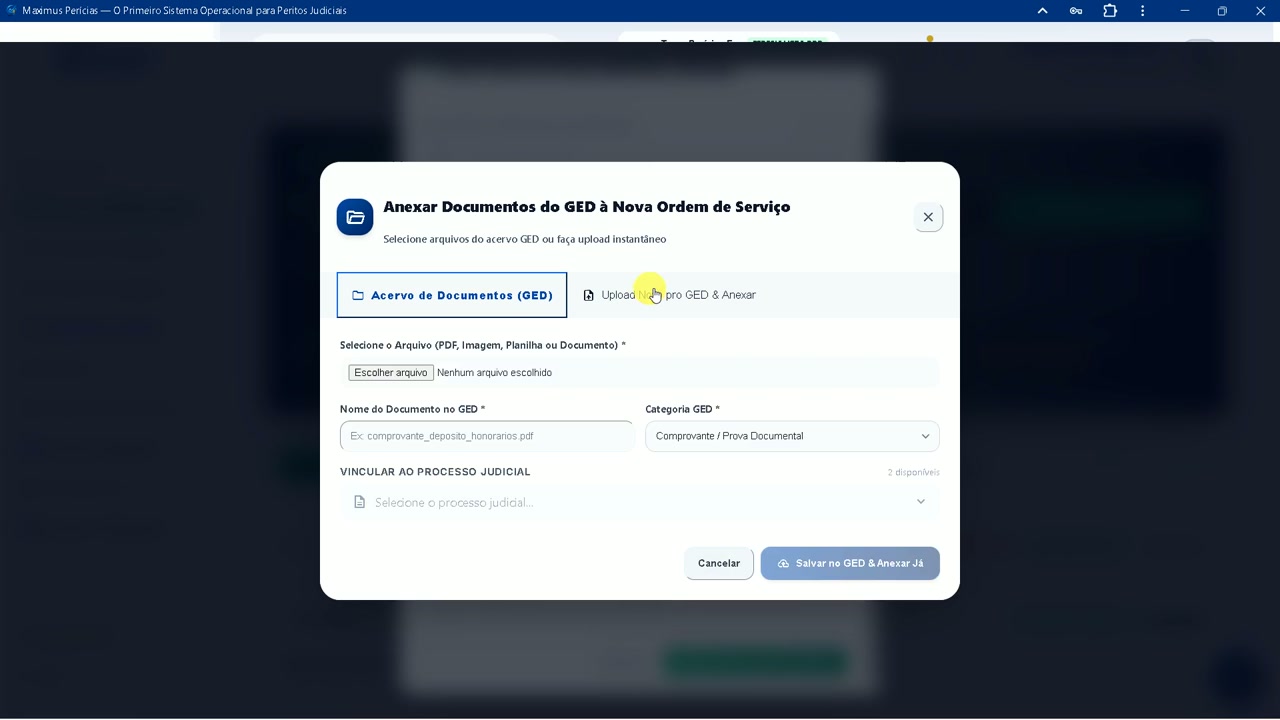 Maximus Perícias — O Primeiro Sistema Operacional para Peritos Judiciais
Anexar Documentos do GED à Nova Ordem de Serviço
Selecione arquivos do acervo GED ou faça upload instantâneo
Acervo de Documentos (GED)
Upload pro GED & Anexar
Selecione o Arquivo (PDF, Imagem, Planilha ou Documento) *
Escolher arquivo Nenhum arquivo escolhido
Nome do Documento no GED *
Categoria GED *
Ex: comprovante_deposito_honorarios.pdf
Comprovante / Prova Documental
VINCULAR AO PROCESSO JUDICIAL
2 disponíveis
Selecione o processo judicial...
Cancelar
Salvar no GED & Anexar Já